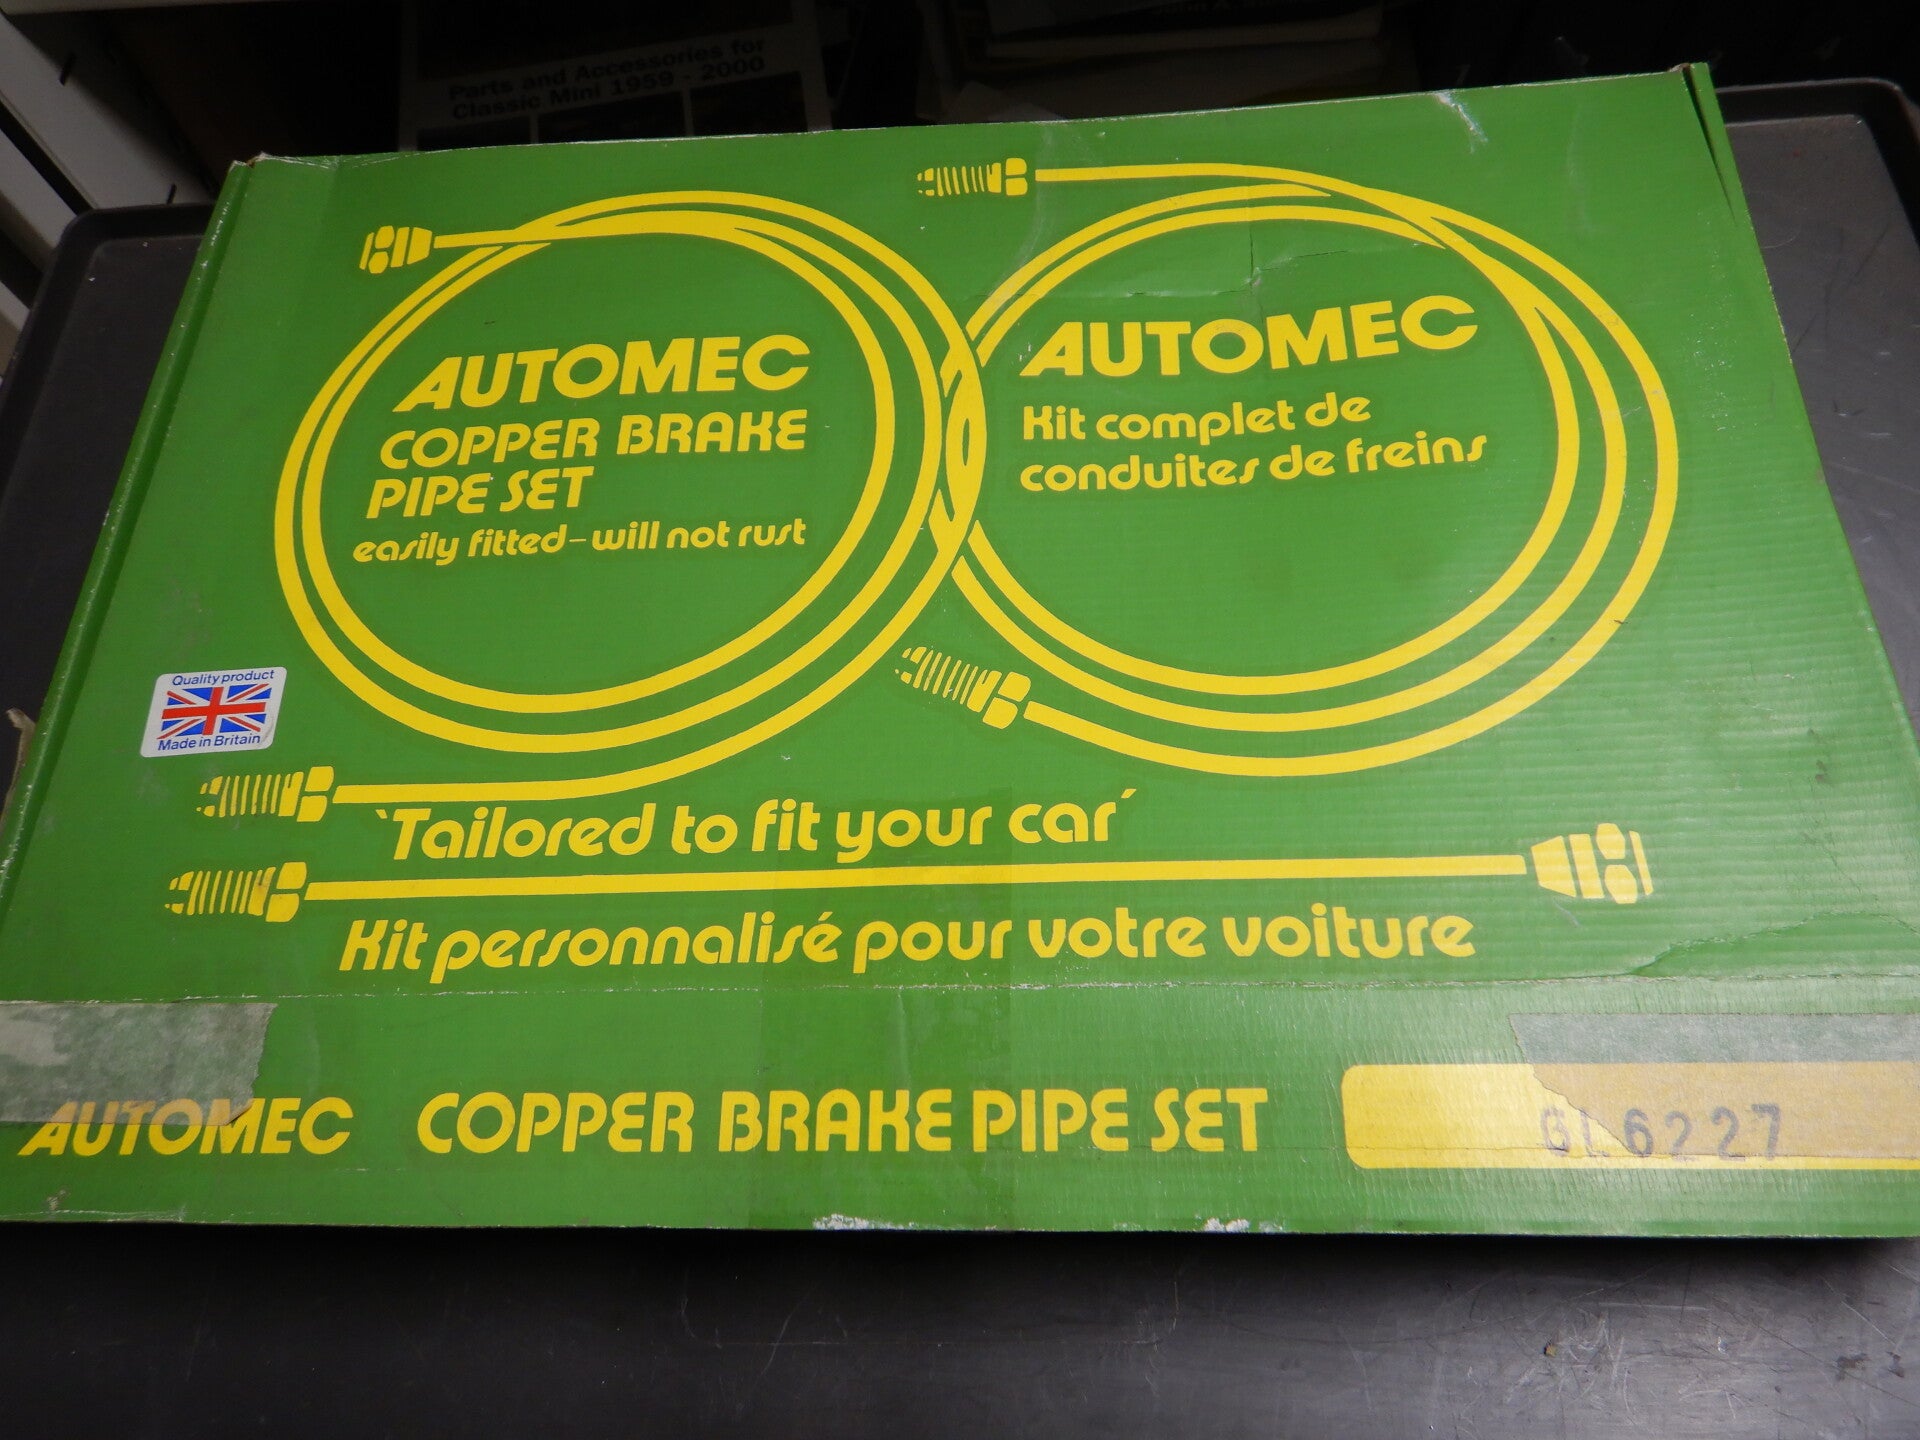 Parts and Accessories for
Classic Mini 1959 - 2000
AUTOMEC
COPPER BRAKE
PIPE SET
easily fitted – will not rust
AUTOMEC
Kit complet de
conduites de freins
Quality product
Made in Britain
'Tailored to fit your car'
Kit personnalisé pour votre voiture
AUTOMEC COPPER BRAKE PIPE SET GL6227